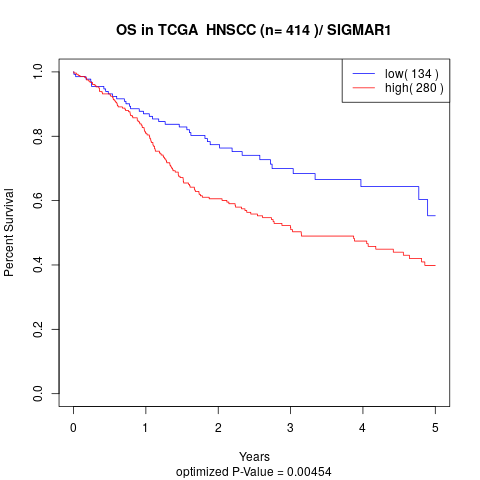 OS in TCGA  HNSCC (n= 414 )/ SIGMAR1
low( 134 )
high( 280 )
Percent Survival
1.0
0.8
0.6
0.4
0.2
0.0
0 1 2 3 4 5
Years
optimized P-Value = 0.00454